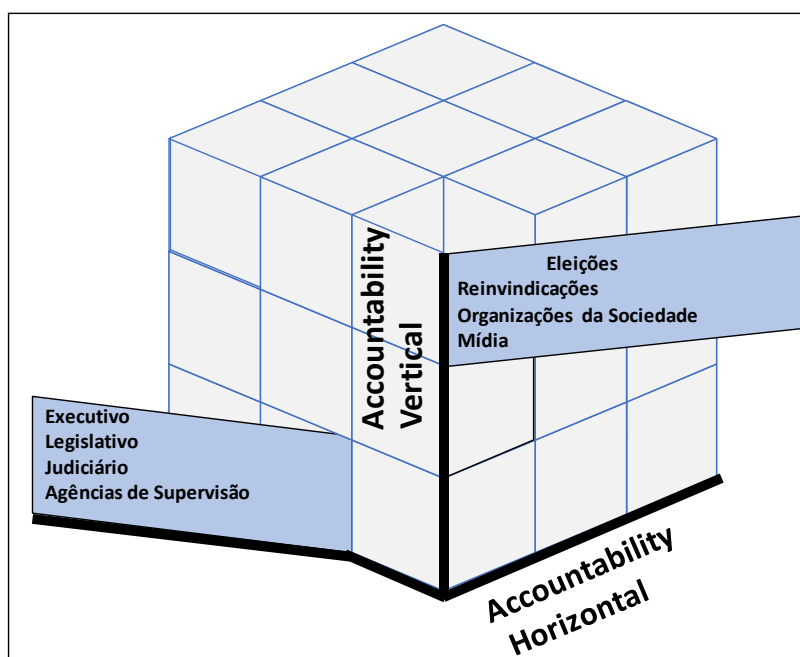 Accountability
Vertical
Eleições
Reinvindicações
Organizações da Sociedade
Mídia
Executivo
Legislativo
Judiciário
Agências de Supervisão
Accountability
Horizontal